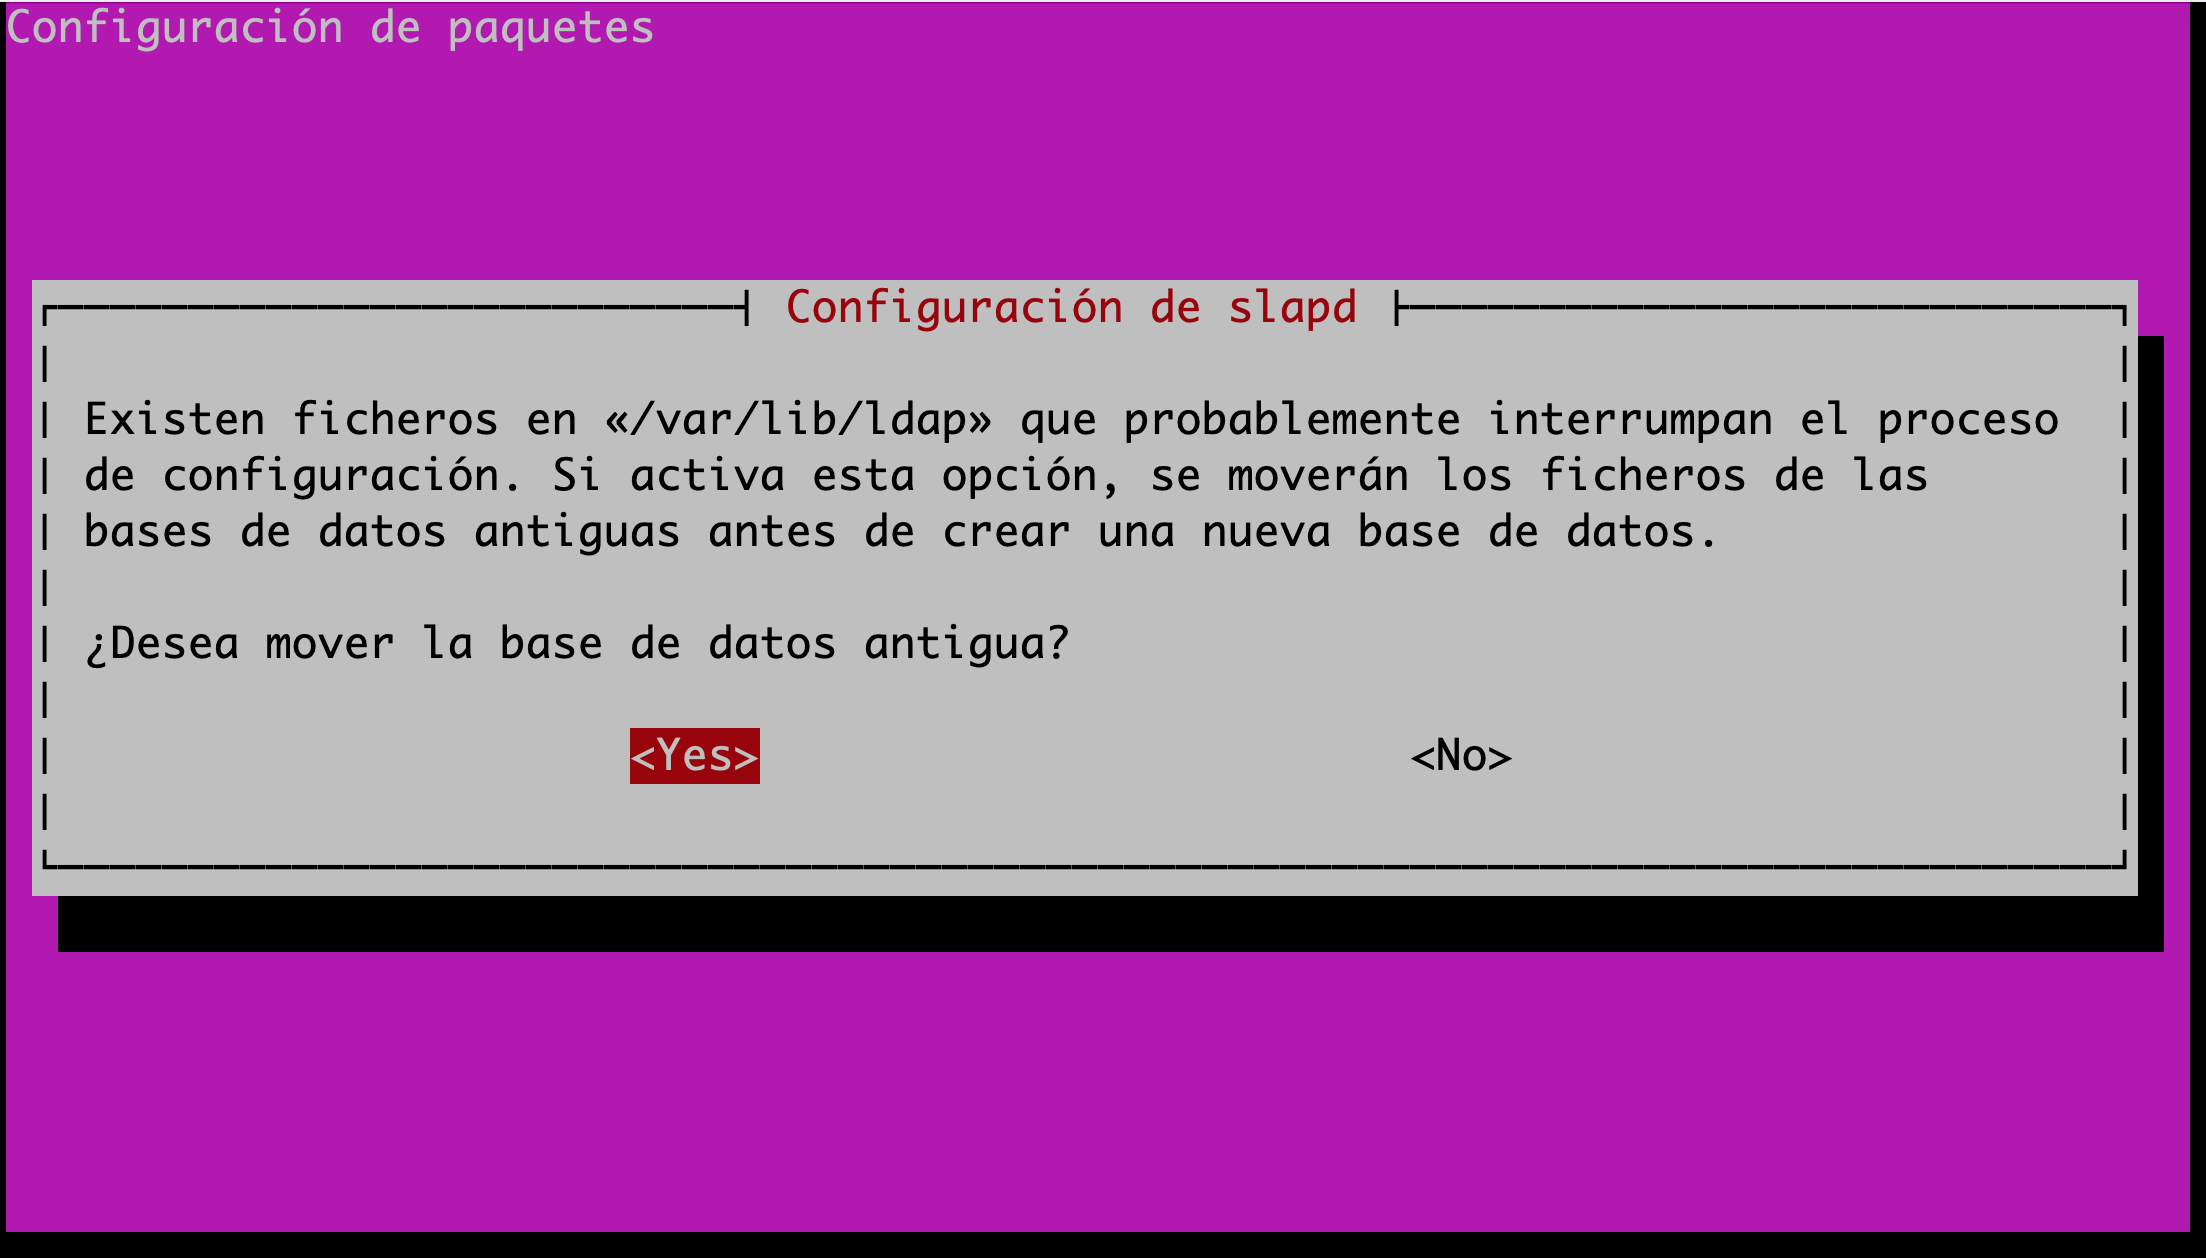 Configuración de paquetes
Configuración de slapd
Existen ficheros en «/var/lib/ldap» que probablemente interrumpan el proceso
de configuración. Si activa esta opción, se moverán los ficheros de las
bases de datos antiguas antes de crear una nueva base de datos.
¿Desea mover la base de datos antigua?
<Yes> <No>